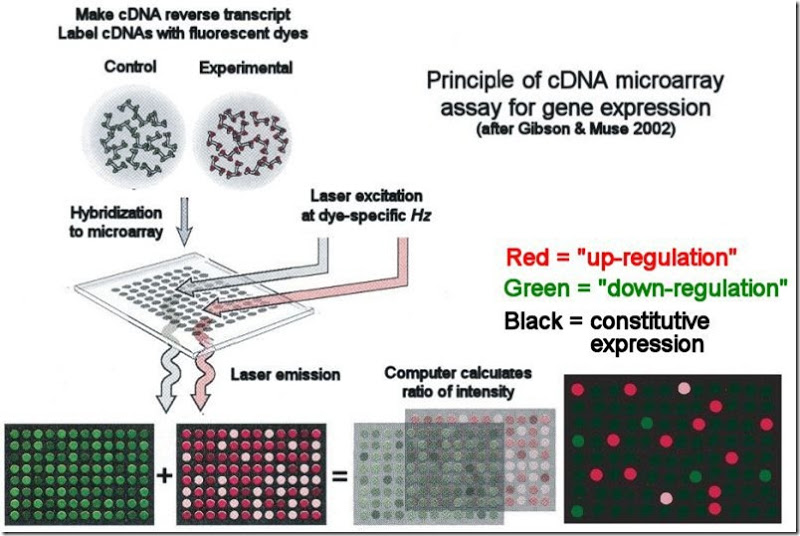 Make cDNA reverse transcript
Label cDNAs with fluorescent dyes
Control
Experimental
Principle of cDNA microarray
assay for gene expression
(after Gibson & Muse 2002)
Hybridization
to microarray
Laser excitation
at dye-specific Hz
Red = "up-regulation"
Green = "down-regulation"
Black = constitutive
expression
Laser emission
Computer calculates
ratio of intensity
+
=